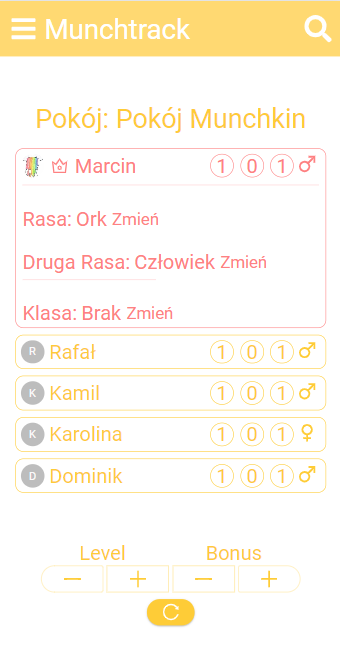 Munchtrack
Pokój: Pokój Munchkin
Marcin 1 0 1
Rasa: Ork Zmień
Druga Rasa: Człowiek Zmień
Klasa: Brak Zmień
R Rafał 1 0 1
K Kamil 1 0 1
K Karolina 1 0 1
D Dominik 1 0 1
Level Bonus
− + − +